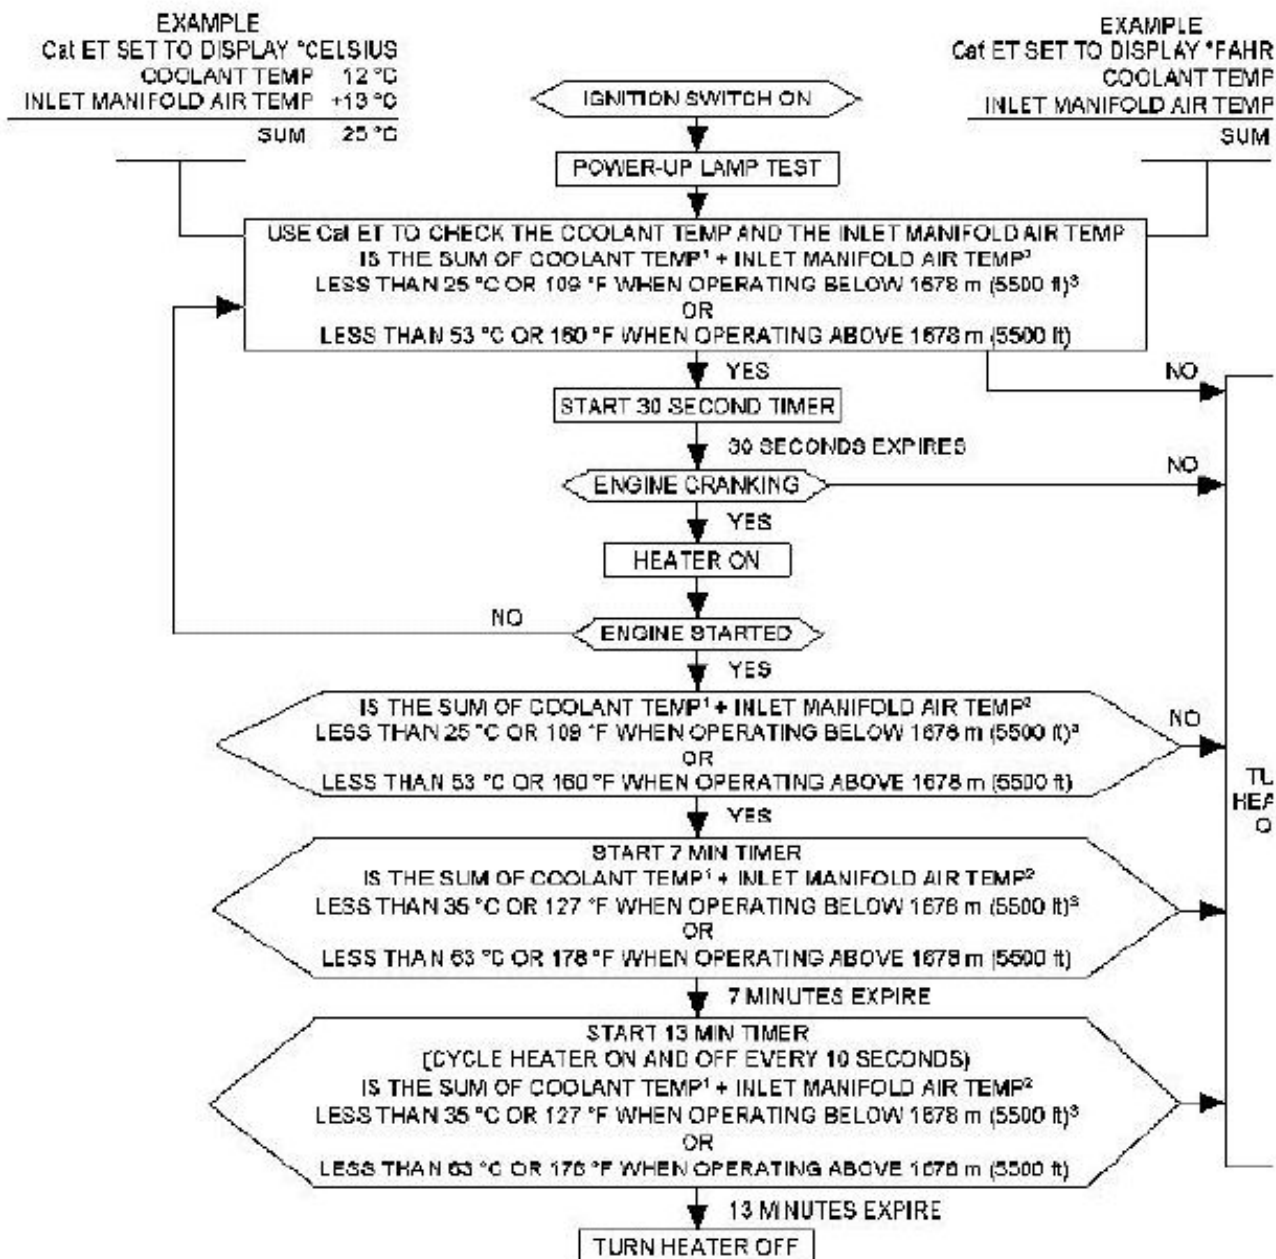 EXAMPLE
Cat ET SET TO DISPLAY °CELSIUS
COOLANT TEMP 12 °C
INLET MANIFOLD AIR TEMP +13 °C
SUM 25 °C
EXAMPLE
Cat ET SET TO DISPLAY °FAHR
COOLANT TEMP
INLET MANIFOLD AIR TEMP
SUM
IGNITION SWITCH ON
POWER-UP LAMP TEST
USE Cat ET TO CHECK THE COOLANT TEMP AND THE INLET MANIFOLD AIR TEMP
IS THE SUM OF COOLANT TEMP¹ + INLET MANIFOLD AIR TEMP²
LESS THAN 25 °C OR 109 °F WHEN OPERATING BELOW 1678 m (5500 ft)³
OR
LESS THAN 53 °C OR 160 °F WHEN OPERATING ABOVE 1678 m (5500 ft)
YES
NO
START 30 SECOND TIMER
30 SECONDS EXPIRES
ENGINE CRANKING
NO
YES
HEATER ON
NO
ENGINE STARTED
YES
IS THE SUM OF COOLANT TEMP¹ + INLET MANIFOLD AIR TEMP²
LESS THAN 25 °C OR 109 °F WHEN OPERATING BELOW 1678 m (5500 ft)³
OR
LESS THAN 53 °C OR 160 °F WHEN OPERATING ABOVE 1678 m (5500 ft)
NO
YES
TU
HEA
O
START 7 MIN TIMER
IS THE SUM OF COOLANT TEMP¹ + INLET MANIFOLD AIR TEMP²
LESS THAN 35 °C OR 127 °F WHEN OPERATING BELOW 1678 m (5500 ft)³
OR
LESS THAN 63 °C OR 178 °F WHEN OPERATING ABOVE 1678 m (5500 ft)
7 MINUTES EXPIRE
START 13 MIN TIMER
(CYCLE HEATER ON AND OFF EVERY 10 SECONDS)
IS THE SUM OF COOLANT TEMP¹ + INLET MANIFOLD AIR TEMP²
LESS THAN 35 °C OR 127 °F WHEN OPERATING BELOW 1678 m (5500 ft)³
OR
LESS THAN 63 °C OR 178 °F WHEN OPERATING ABOVE 1678 m (5500 ft)
13 MINUTES EXPIRE
TURN HEATER OFF